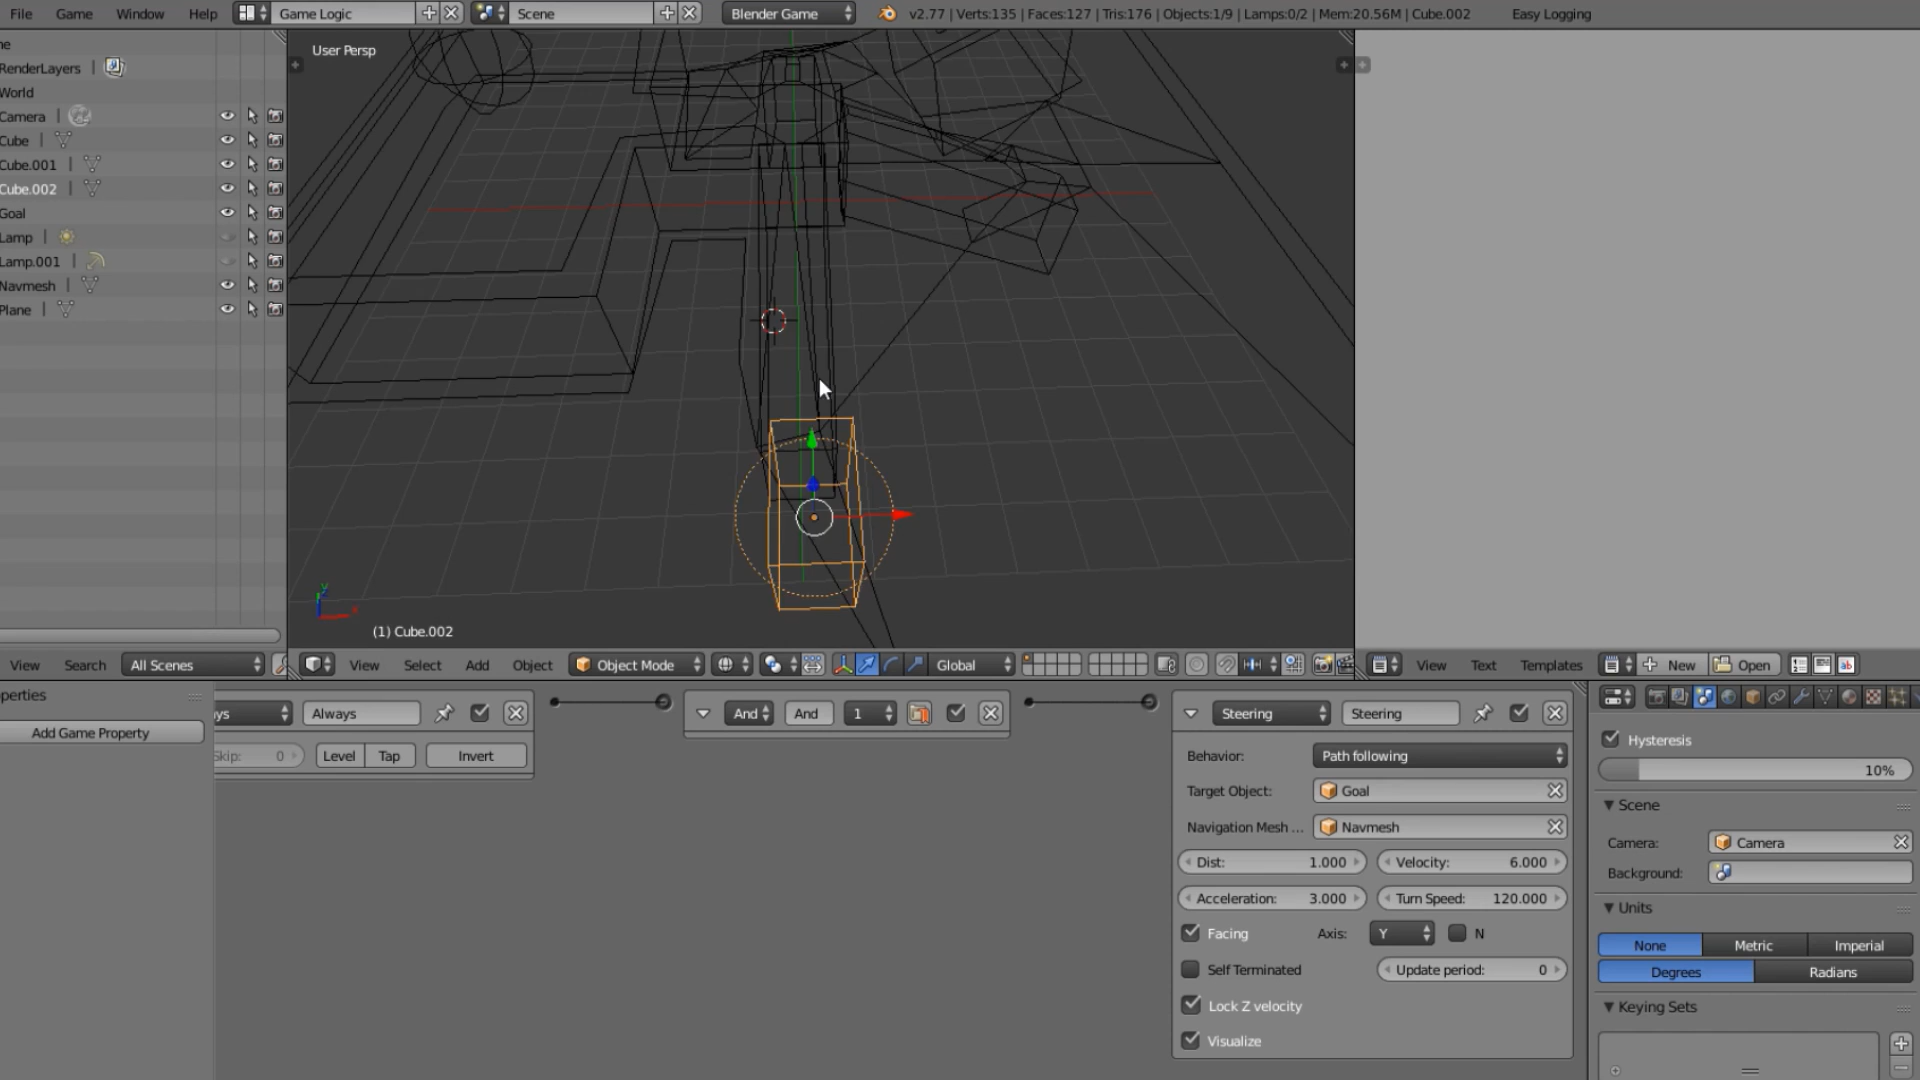 File Game Window Help Game Logic Scene Blender Game v2.77 | Verts:135 | Faces:127 | Tris:176 | Objects:1/9 | Lamps:0/2 | Mem:20.56M | Cube.002 Easy Logging
ne
RenderLayers |
World
Camera |
Cube |
Cube.001 |
Cube.002 |
Goal
Lamp |
Lamp.001 |
Navmesh |
Plane |
User Persp
(1) Cube.002
View Search All Scenes
View Select Add Object Object Mode Global
View Text Templates New Open
operties
Add Game Property
ys Always
Skip: 0
Level Tap Invert
And And 1
Steering Steering
Behavior: Path following
Target Object: Goal
Navigation Mesh ... Navmesh
Dist: 1.000 Velocity: 6.000
Acceleration: 3.000 Turn Speed: 120.000
Facing Axis: Y N
Self Terminated Update period: 0
Lock Z velocity
Visualize
Hysteresis
10%
Scene
Camera: Camera
Background:
Units
None Metric Imperial
Degrees Radians
Keying Sets